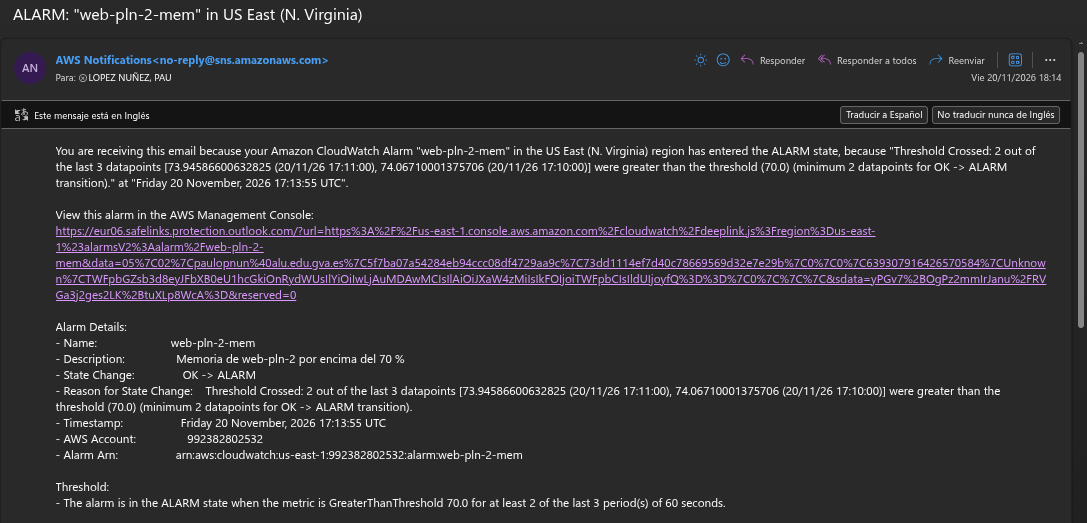 ALARM: "web-pln-2-mem" in US East (N. Virginia)
AN
AWS Notifications<no-reply@sns.amazonaws.com>
Responder
Responder a todos
Reenviar
Para: LOPEZ NUÑEZ, PAU
Vie 20/11/2026 18:14
Este mensaje está en Inglés
Traducir a Español
No traducir nunca de Inglés
You are receiving this email because your Amazon CloudWatch Alarm "web-pln-2-mem" in the US East (N. Virginia) region has entered the ALARM state, because "Threshold Crossed: 2 out of
the last 3 datapoints [73.94586600632825 (20/11/26 17:11:00), 74.06710001375706 (20/11/26 17:10:00)] were greater than the threshold (70.0) (minimum 2 datapoints for OK -> ALARM
transition)." at "Friday 20 November, 2026 17:13:55 UTC".
View this alarm in the AWS Management Console:
https://eur06.safelinks.protection.outlook.com/?url=https%3A%2F%2Fus-east-1.console.aws.amazon.com%2Fcloudwatch%2Fdeeplink.js%3Fregion%3Dus-east-
1%23alarmsV2%3Aalarm%2Fweb-pln-2-
mem&data=05%7C02%7Cpaulopnun%40alu.edu.gva.es%7C5f7ba07a54284eb94ccc08df4729aa9c%7C73dd1114ef7d40c78669569d32e7e29b%7C0%7C0%7C639307916426570584%7CUnknow
n%7CTWFpbGZsb3d8eyJFbXB0eU1hcGkiOnRydWUsIlYiOiIwLjAuMDAwMCIsIlAiOiJXaW4zMiIsIkFOIjoiTWFpbCIsIldUIjoyfQ%3D%3D%7C0%7C%7C%7C&sdata=yPGv7%2BOgPz2mmIrJanu%2FRV
Ga3j2ges2LK%2BtuXLp8WcA%3D&reserved=0
Alarm Details:
- Name: web-pln-2-mem
- Description: Memoria de web-pln-2 por encima del 70 %
- State Change: OK -> ALARM
- Reason for State Change: Threshold Crossed: 2 out of the last 3 datapoints [73.94586600632825 (20/11/26 17:11:00), 74.06710001375706 (20/11/26 17:10:00)] were greater than the
threshold (70.0) (minimum 2 datapoints for OK -> ALARM transition).
- Timestamp: Friday 20 November, 2026 17:13:55 UTC
- AWS Account: 992382802532
- Alarm Arn: arn:aws:cloudwatch:us-east-1:992382802532:alarm:web-pln-2-mem
Threshold:
- The alarm is in the ALARM state when the metric is GreaterThanThreshold 70.0 for at least 2 of the last 3 period(s) of 60 seconds.